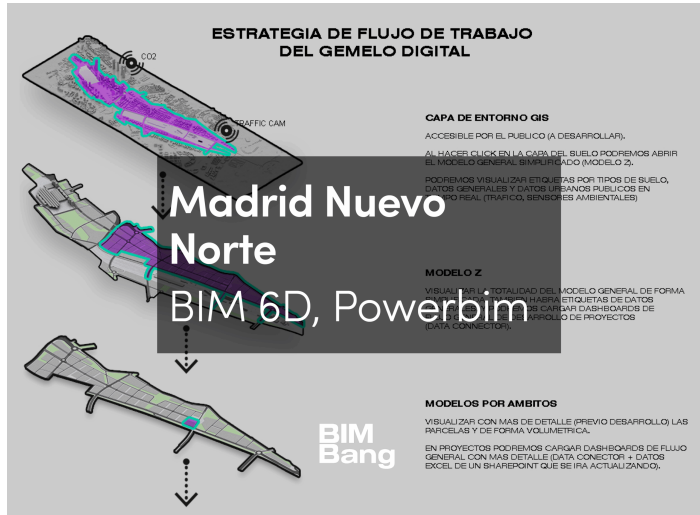 ESTRATEGIA DE FLUJO DE TRABAJO
DEL GEMELO DIGITAL
CO2
TRAFFIC CAM
CAPA DE ENTORNO GIS
ACCESIBLE POR EL PUBLICO (A DESARROLLAR).
AL HACER CLICK EN LA CAPA DEL SUELO PODREMOS ABRIR
EL MODELO GENERAL SIMPLIFICADO (MODELO Z).
PODREMOS VISUALIZAR ETIQUETAS POR TIPOS DE SUELO,
DATOS GENERALES Y DATOS URBANOS PUBLICOS EN
REAL (TRAFICO, SENSORES AMBIENTALES)
Madrid Nuevo
Norte
BIM 6D, Powerbim
MODELO Z
VISUALIZAR LA TOTALIDAD DEL MODELO GENERAL DE FORMA
HABRA ETIQUETAS DE DATOS
CARGAR DASHBOARDS DE
DE PROYECTOS
(DATA CONNECTOR).
MODELOS POR AMBITOS
VISUALIZAR CON MAS DE DETALLE (PREVIO DESARROLLO) LAS
PARCELAS Y DE FORMA VOLUMETRICA.
EN PROYECTOS PODREMOS CARGAR DASHBOARDS DE FLUJO
GENERAL CON MAS DETALLE (DATA CONECTOR + DATOS
EXCEL DE UN SHAREPOINT QUE SE IRA ACTUALIZANDO).
BIM
Bang